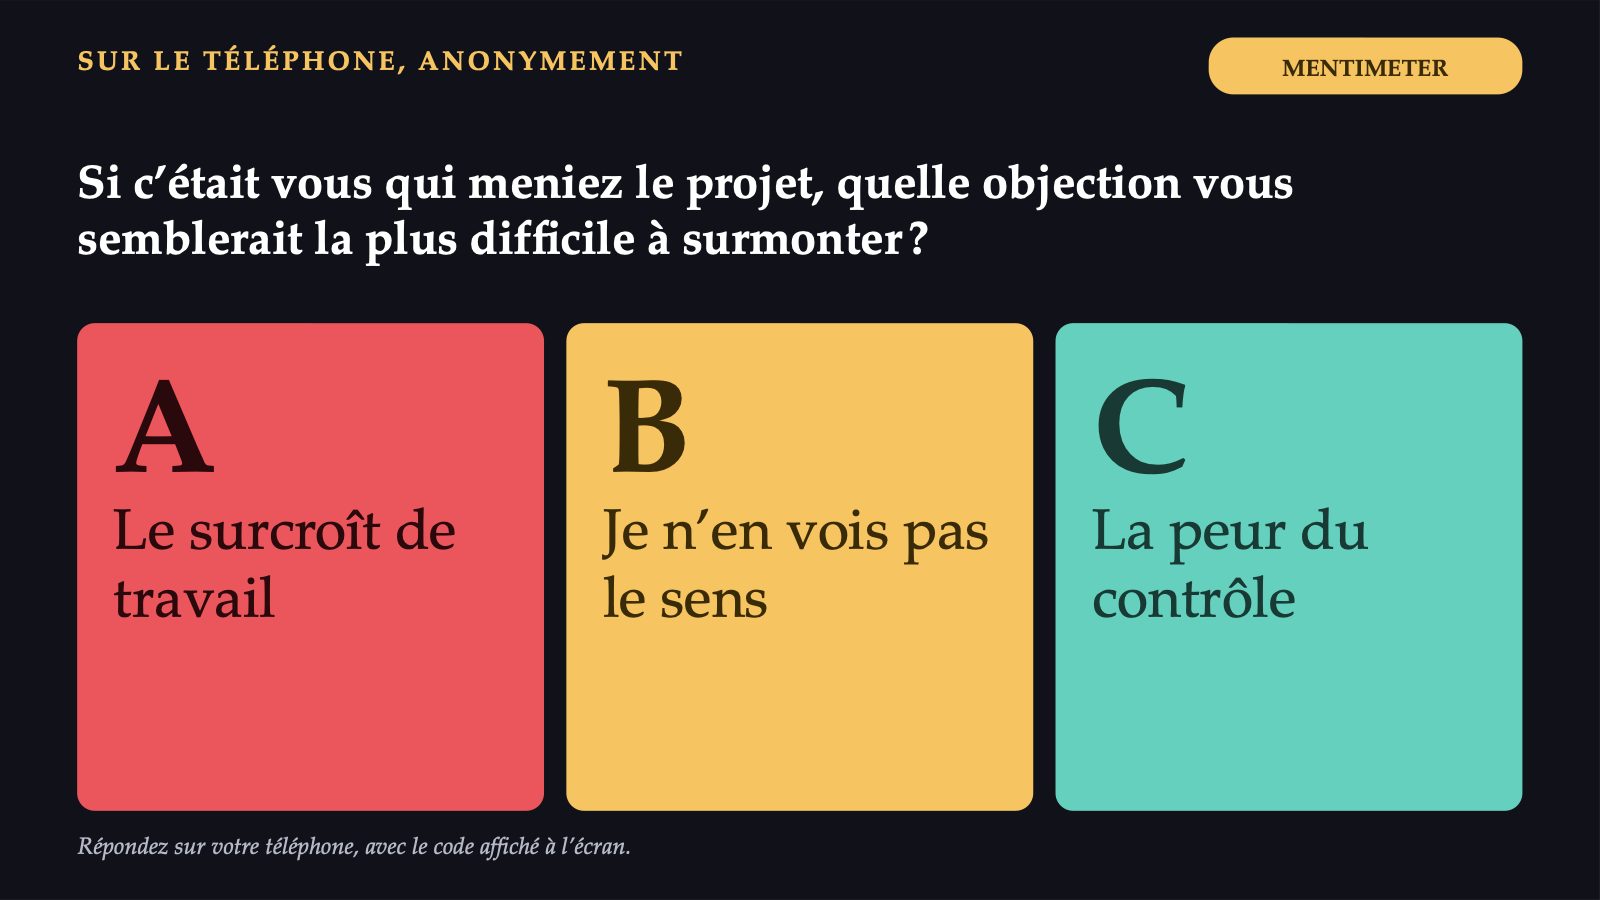 SUR LE TÉLÉPHONE, ANONYMEMENT
MENTIMETER
Si c’était vous qui meniez le projet, quelle objection vous
semblerait la plus difficile à surmonter ?
A
Le surcroît de
travail
B
Je n’en vois pas
le sens
C
La peur du
contrôle
Répondez sur votre téléphone, avec le code affiché à l’écran.